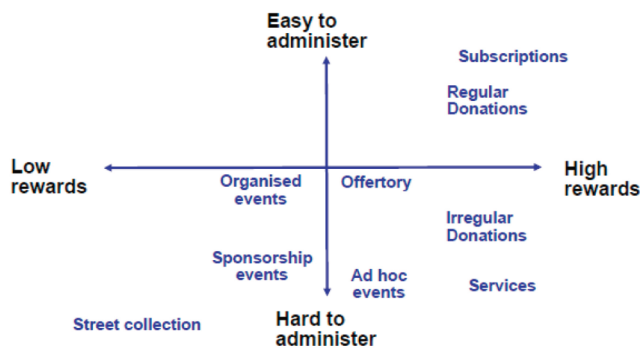 Easy to
administer
Subscriptions
Regular
Donations
Low
rewards
High
rewards
Organised
events
Offertory
Irregular
Donations
Sponsorship
events
Ad hoc
events
Services
Street collection
Hard to
administer